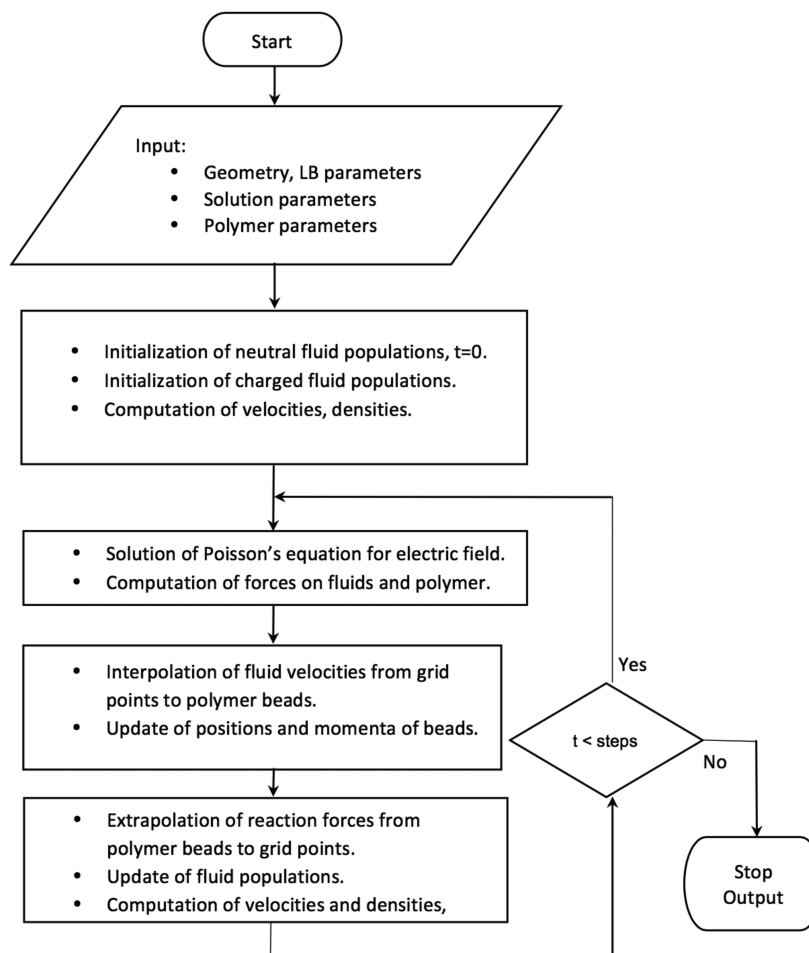 Start
Input:
• Geometry, LB parameters
• Solution parameters
• Polymer parameters
• Initialization of neutral fluid populations, t=0.
• Initialization of charged fluid populations.
• Computation of velocities, densities.
• Solution of Poisson’s equation for electric field.
• Computation of forces on fluids and polymer.
• Interpolation of fluid velocities from grid
points to polymer beads.
• Update of positions and momenta of beads.
• Extrapolation of reaction forces from
polymer beads to grid points.
• Update of fluid populations.
• Computation of velocities and densities,
Yes
t < steps
No
Stop
Output